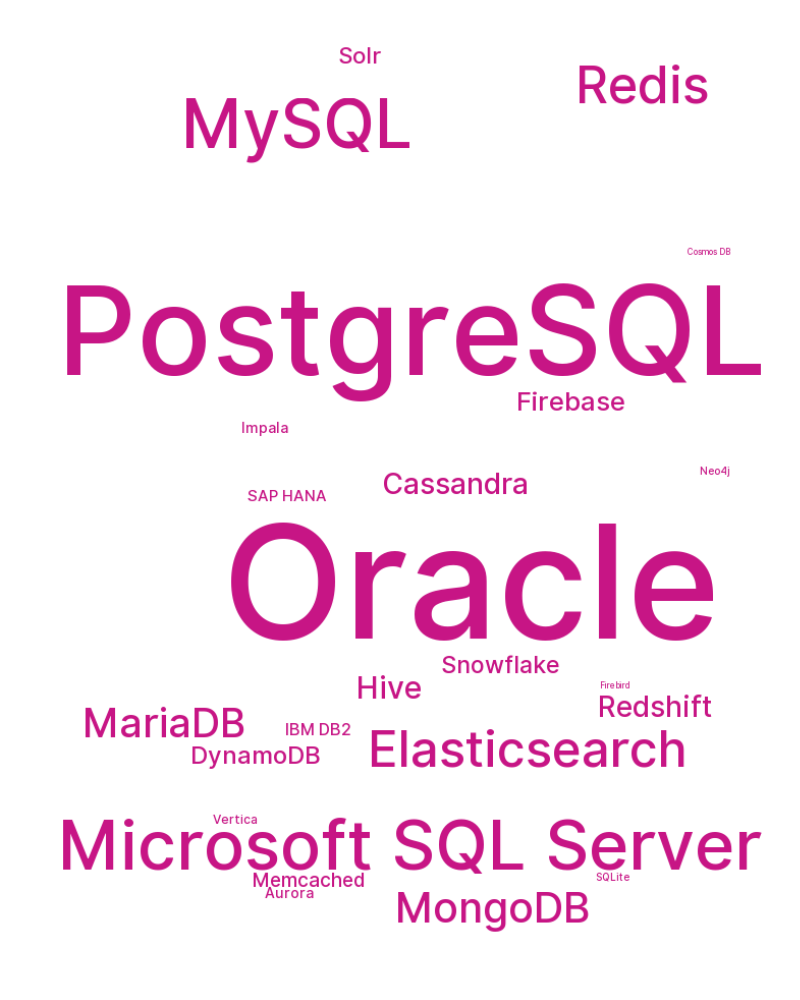 Solr
Redis
MySQL
Cosmos DB
PostgreSQL
Firebase
Impala
Neo4j
Cassandra
SAP HANA
Oracle
Snowflake
Hive
Firebird
Redshift
MariaDB
IBM DB2
Elasticsearch
DynamoDB
Vertica
Microsoft SQL Server
Memcached
SQLite
Aurora
MongoDB